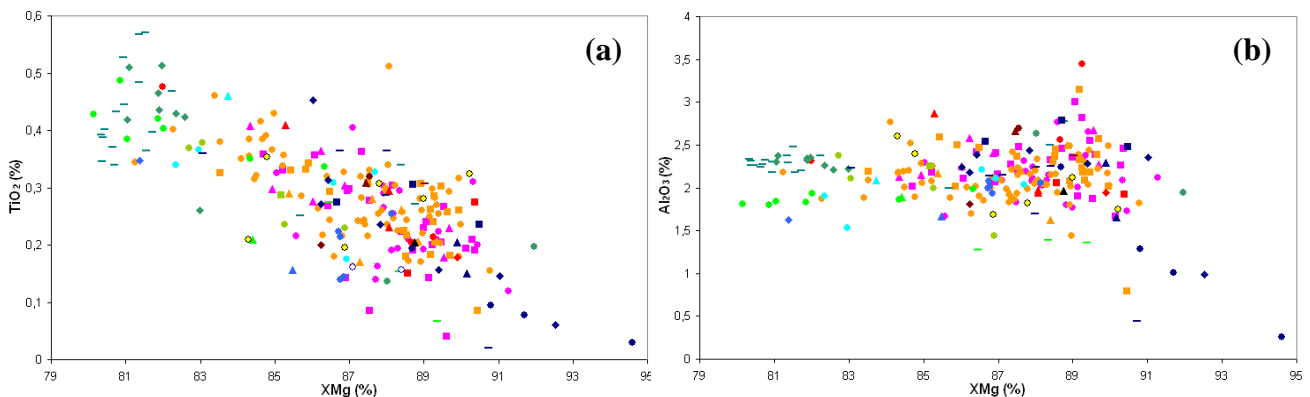 (a)
TIO₂ (%)
0,6
0,5
0,4
0,3
0,2
0,1
0
79 81 83 85 87 89 91 93 95
XMg (%)
(b)
Al₂O₃ (%)
4
3,5
3
2,5
2
1,5
1
0,5
0
79 81 83 85 87 89 91 93 95
XMg (%)